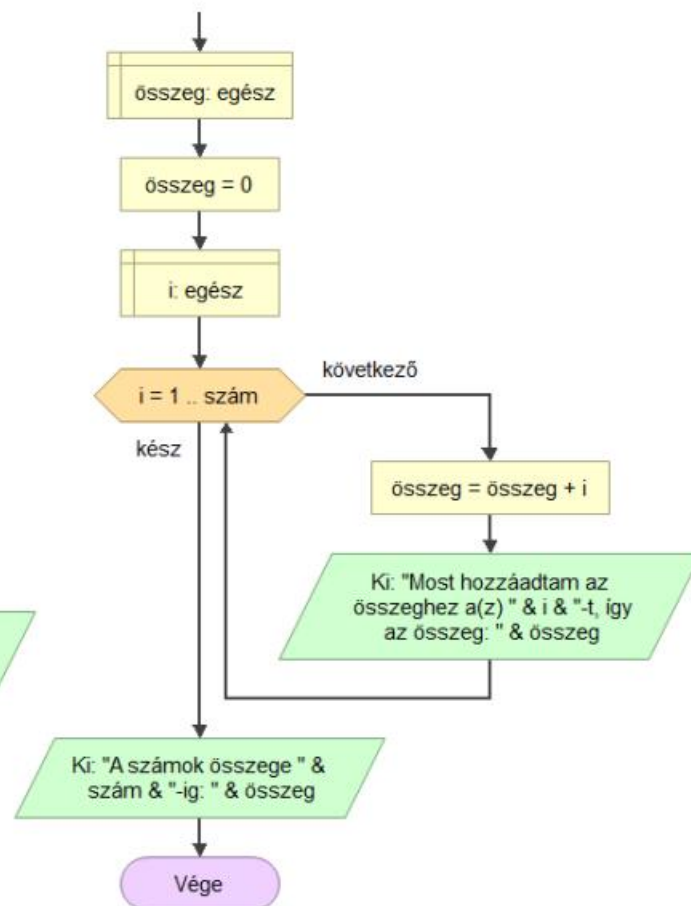 összeg: egész
összeg = 0
i: egész
i = 1 .. szám
következő
kész
összeg = összeg + i
Ki: "Most hozzáadtam az
összeghez a(z) " & i & "-t, így
az összeg: " & összeg
Ki: "A számok összege " &
szám & "-ig: " & összeg
Vége